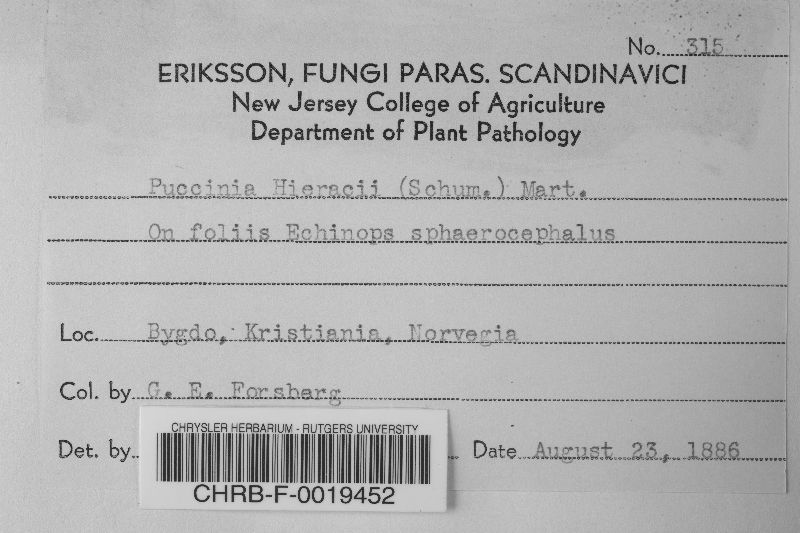 No. 315
ERIKSSON, FUNGI PARAS. SCANDINAVICI
New Jersey College of Agriculture
Department of Plant Pathology
Puccinia Hieracii (Schum.) Mart.
On foliis Echinops sphaerocephalus
Loc. Bygdo, Kristiania, Norvegia
Col. by G. E. Forsberg
Det. by
Date August 23, 1886
CHRYSLER HERBARIUM - RUTGERS UNIVERSITY
CHRB-F-0019452